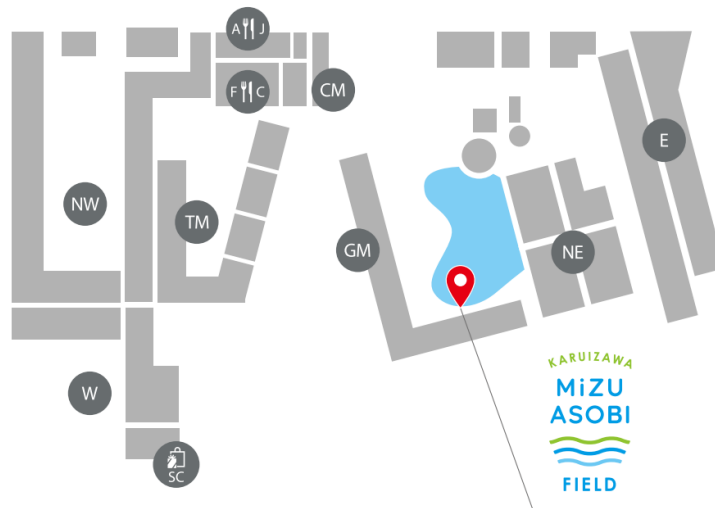 A J
F C
CM
E
NW
TM
GM
NE
W
SC
KARUIZAWA
MiZU
ASOBI
FIELD